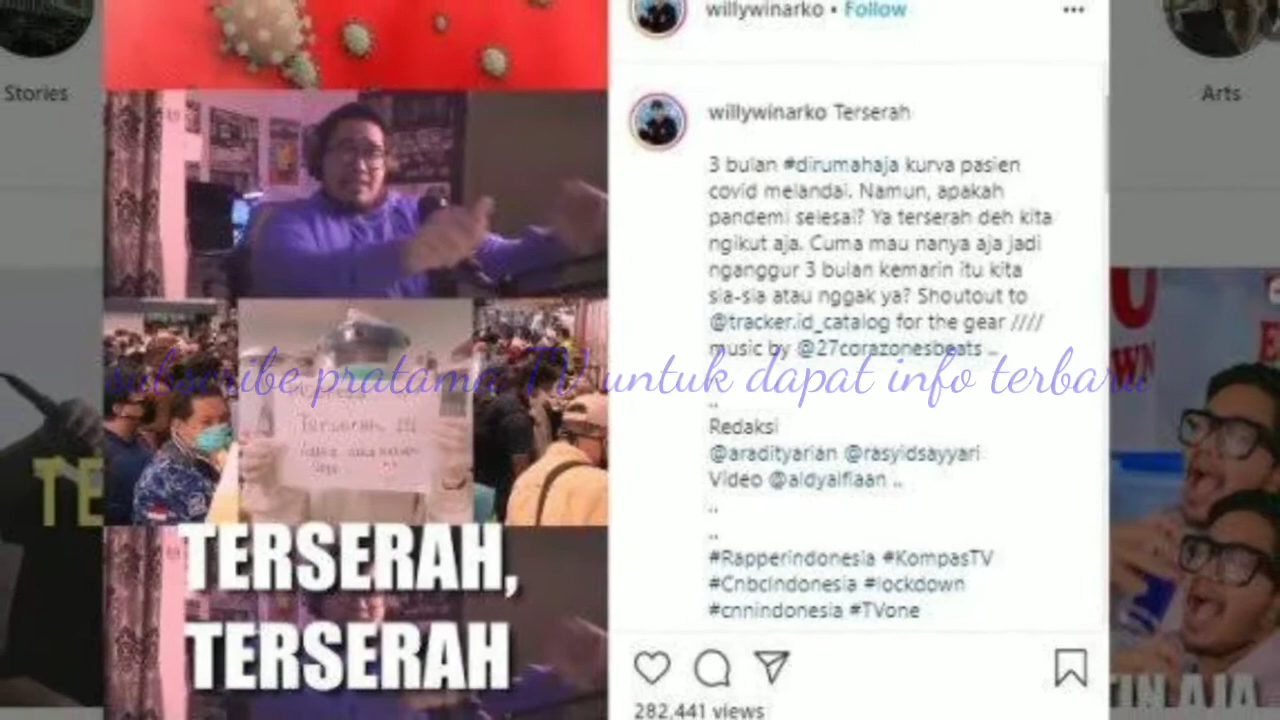 Stories
willywinarko • Follow
Arts
willywinarko Terserah
3 bulan #dirumahaja kurva pasien
covid melandai. Namun, apakah
pandemi selesai? Ya terserah deh kita
ngikut aja. Cuma mau nanya aja jadi
nganggur 3 bulan kemarin itu kita
sia-sia atau nggak ya? Shoutout to
@tracker.id_catalog for the gear ////
music by @27corazonesbeats ..
subscribe pratama TV untuk dapat info terbaru
..
Redaksi
@aradityarian @rasyidsayyari
Video @aldyalfiaan ..
..
..
#Rapperindonesia #KompasTV
#CnbcIndonesia #lockdown
#cnnindonesia #TVone
282,441 views
Terserah !!!
TE
TERSERAH,
TERSERAH